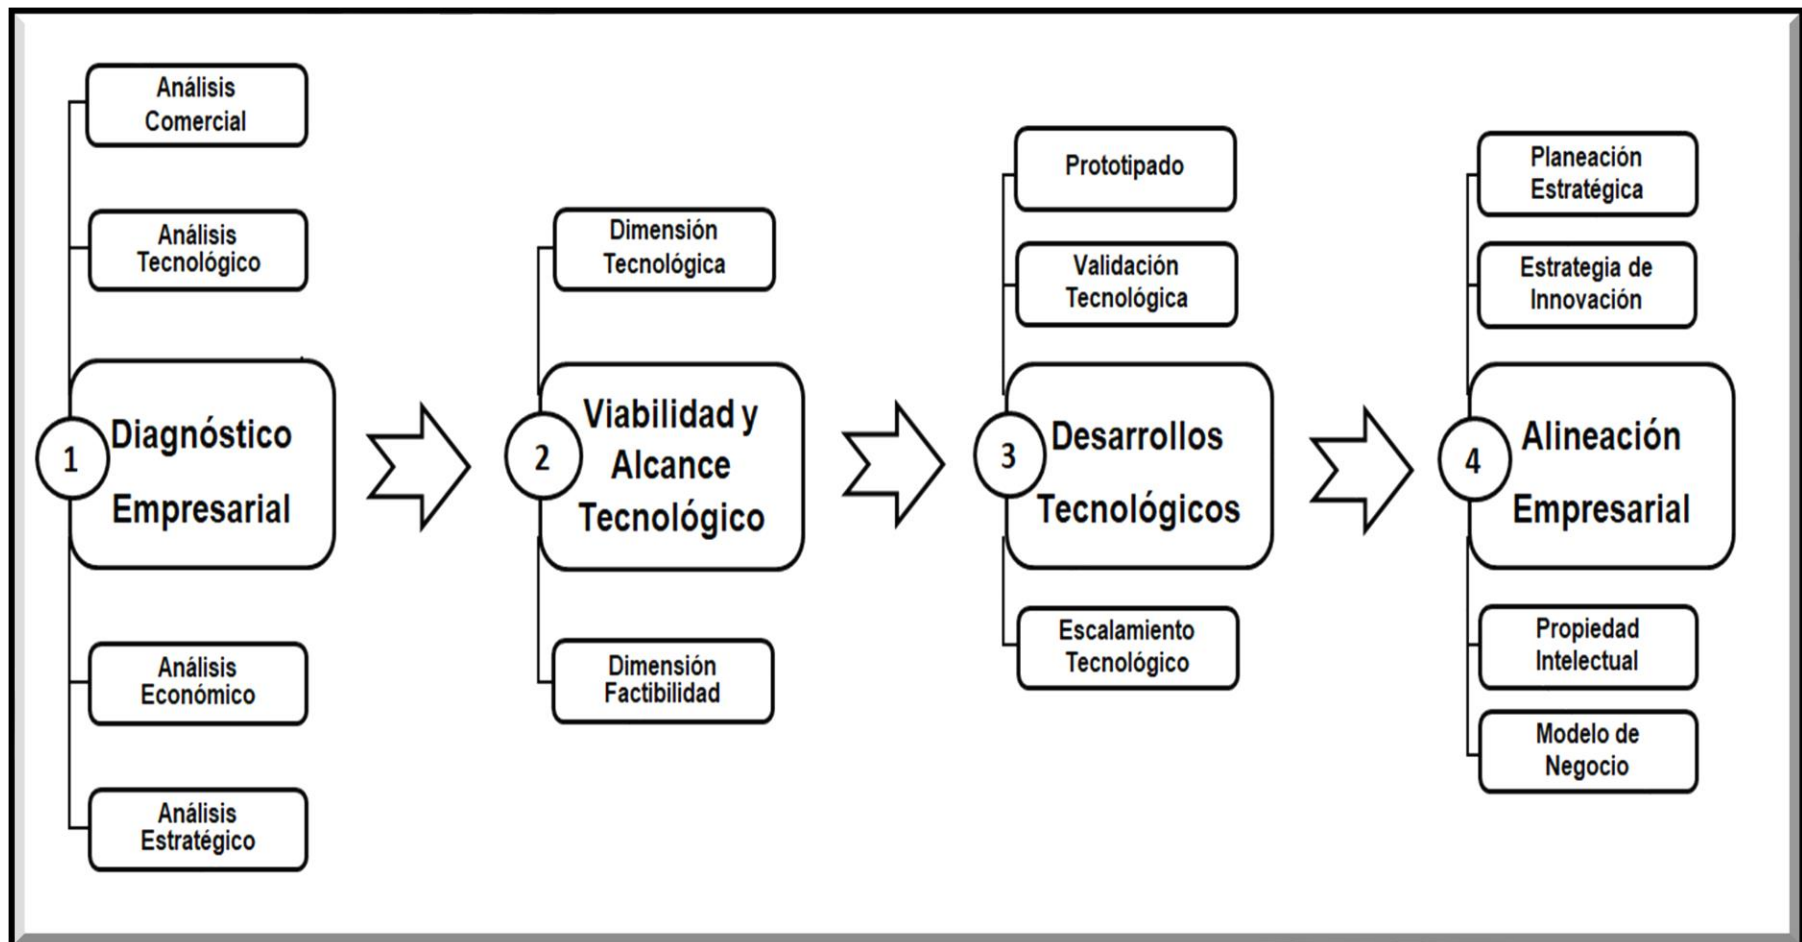 Análisis
Comercial
Análisis
Tecnológico
1
Diagnóstico
Empresarial
Análisis
Económico
Análisis
Estratégico
Dimensión
Tecnológica
2
Viabilidad y
Alcance
Tecnológico
Dimensión
Factibilidad
Prototipado
Validación
Tecnológica
3
Desarrollos
Tecnológicos
Escalamiento
Tecnológico
Planeación
Estratégica
Estrategia de
Innovación
4
Alineación
Empresarial
Propiedad
Intelectual
Modelo de
Negocio